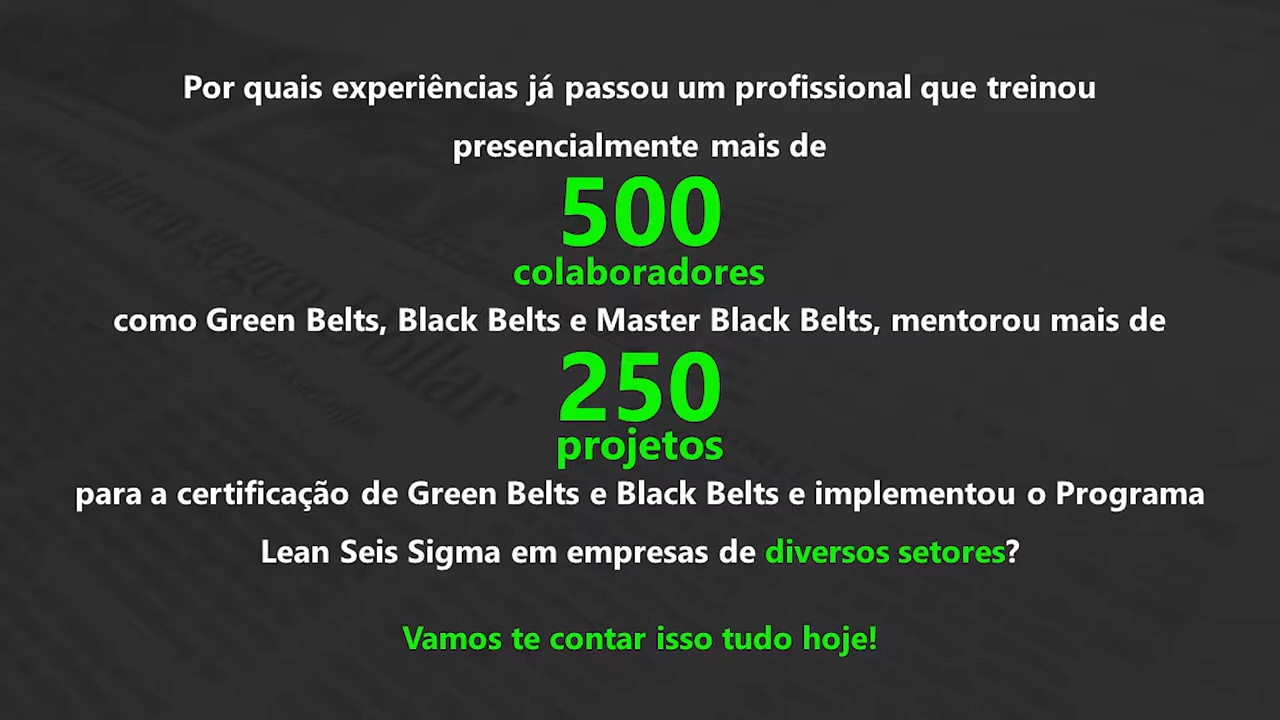 Por quais experiências já passou um profissional que treinou
presencialmente mais de
500
colaboradores
como Green Belts, Black Belts e Master Black Belts, mentorou mais de
250
projetos
para a certificação de Green Belts e Black Belts e implementou o Programa
Lean Seis Sigma em empresas de diversos setores?
Vamos te contar isso tudo hoje!